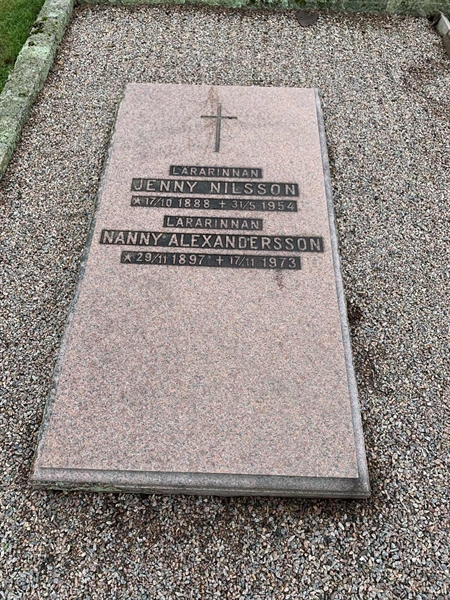 LÄRARINNAN
JENNY NILSSON
* 17/10 1888 + 31/5 1954
LÄRARINNAN
NANNY ALEXANDERSSON
* 29/11 1897 + 17/11 1973